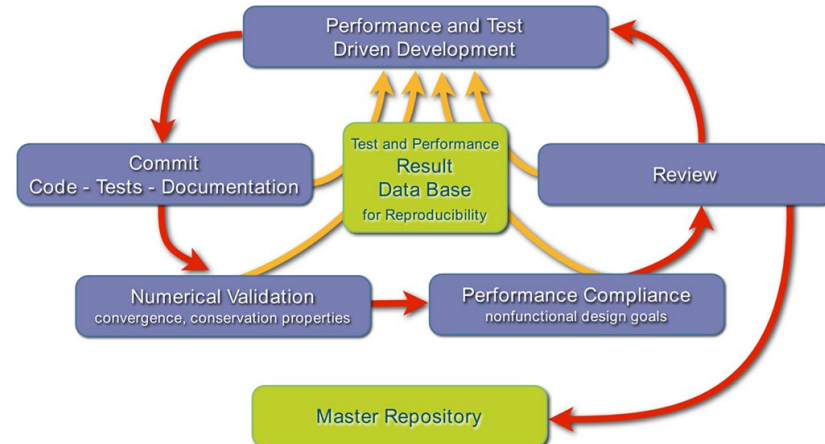 Performance and Test
Driven Development
Test and Performance
Result
Data Base
for Reproducibility
Commit
Code - Tests - Documentation
Review
Numerical Validation
convergence, conservation properties
Performance Compliance
nonfunctional design goals
Master Repository